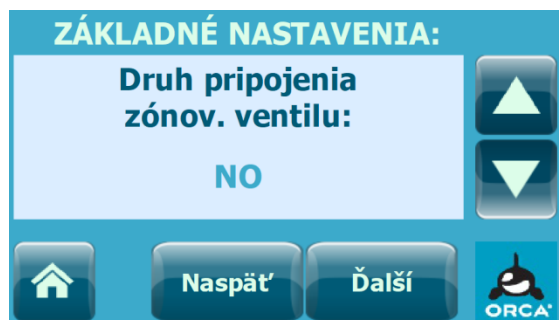 ZÁKLADNÉ NASTAVENIA:
Druh pripojenia
zónov. ventilu:
NO
Naspäť
Ďalší
ORCA